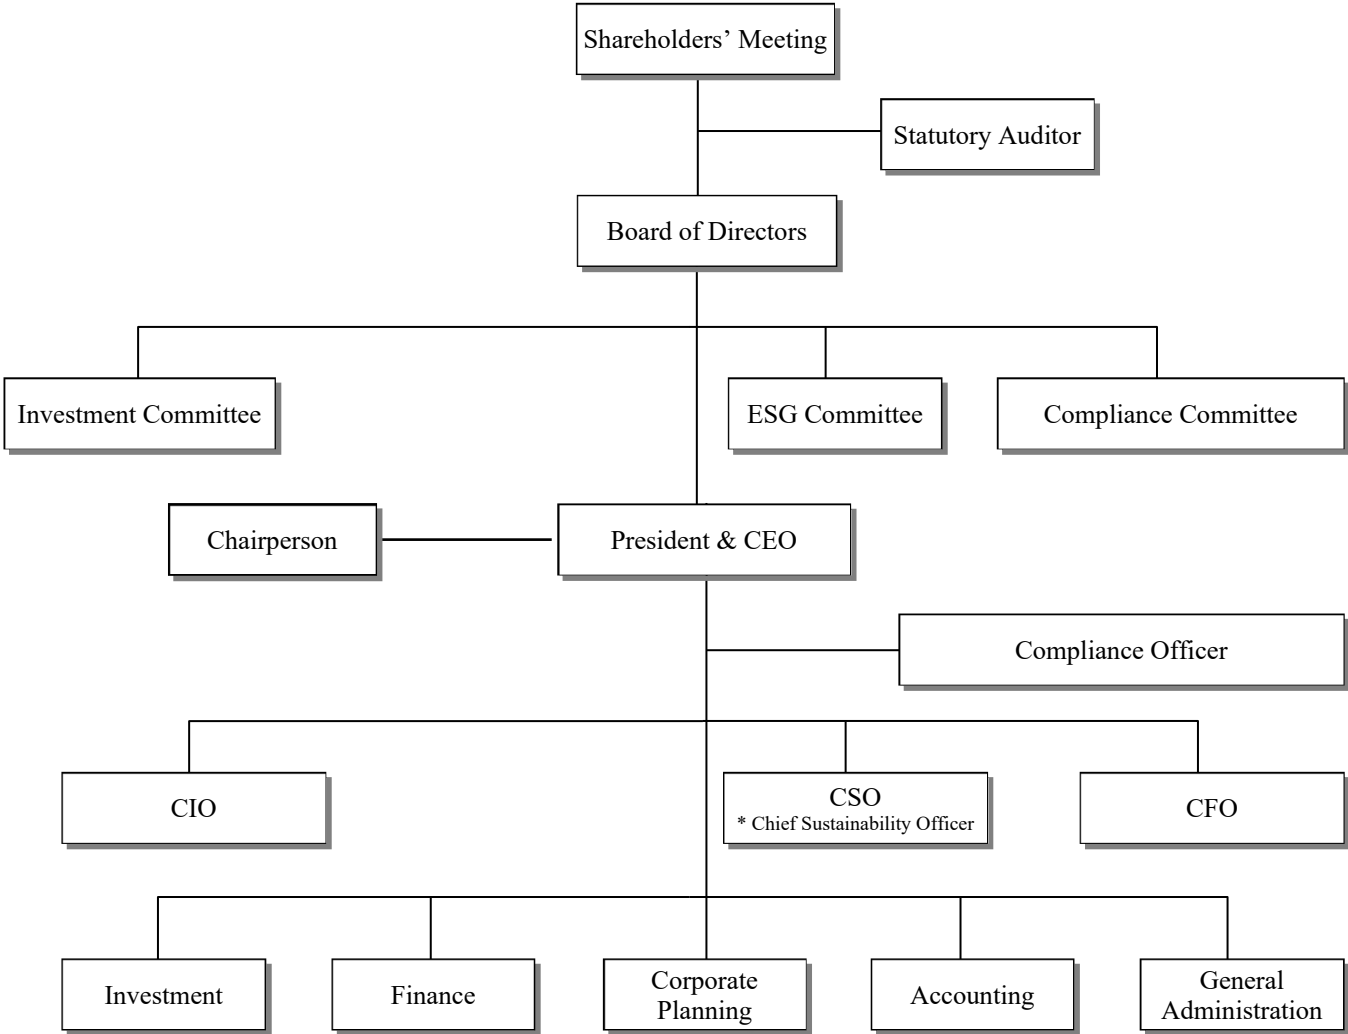 Shareholders’ Meeting
Statutory Auditor
Board of Directors
Investment Committee
ESG Committee
Compliance Committee
Chairperson
President & CEO
Compliance Officer
CIO
CSO
* Chief Sustainability Officer
CFO
Investment
Finance
Corporate
Planning
Accounting
General
Administration